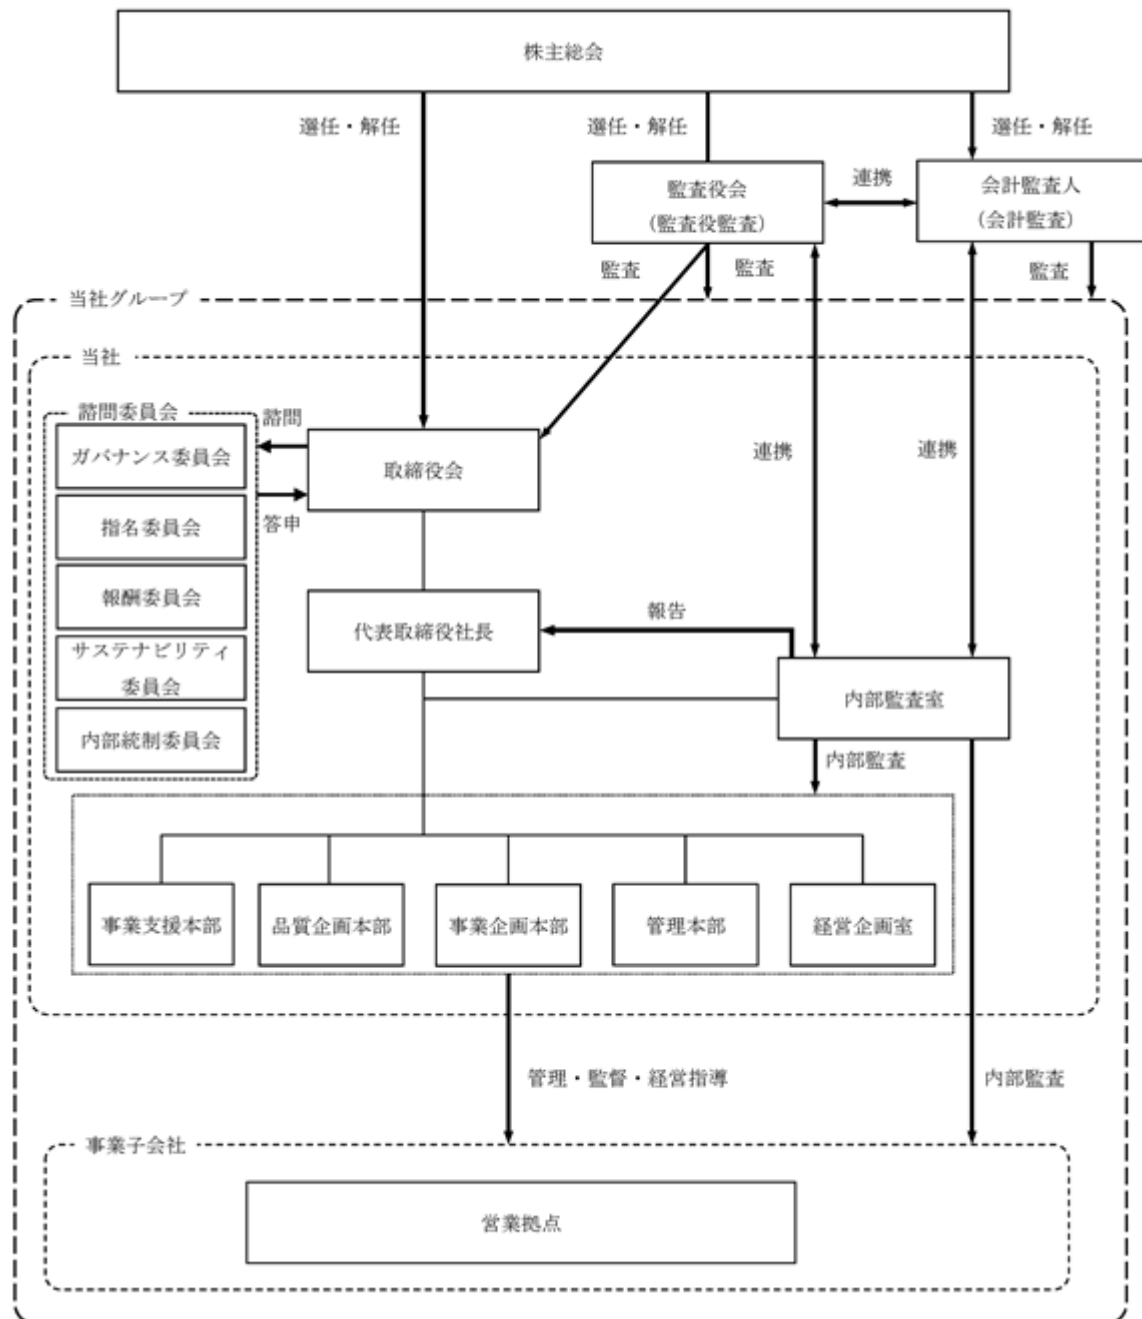 株主総会
選任・解任
選任・解任
選任・解任
監査役会
(監査役監査)
連携
会計監査人
(会計監査)
監査
監査
監査
当社グループ
当社
諮問委員会
諮問
ガバナンス委員会
取締役会
連携
連携
答申
指名委員会
報酬委員会
代表取締役社長
報告
サステナビリティ
委員会
内部監査室
内部統制委員会
内部監査
事業支援本部
品質企画本部
事業企画本部
管理本部
経営企画室
管理・監督・経営指導
内部監査
事業子会社
営業拠点